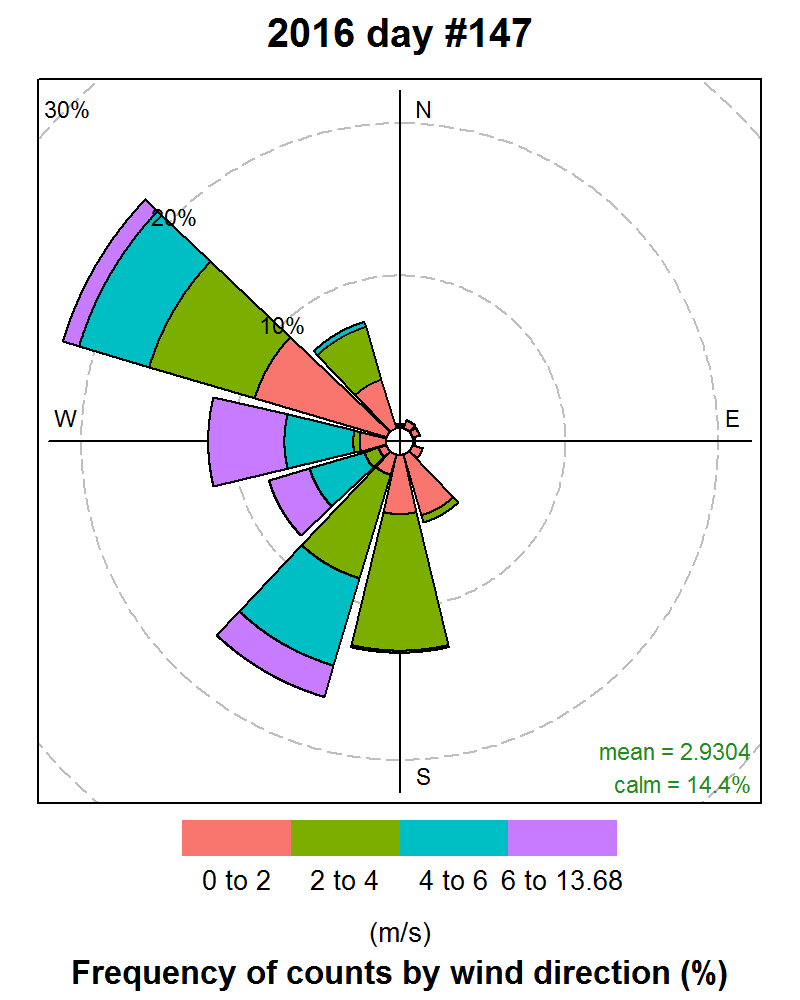 2016 day #147
30%
N
20%
10%
W
E
S
mean = 2.9304
calm = 14.4%
0 to 2 2 to 4 4 to 6 6 to 13.68
(m/s)
Frequency of counts by wind direction (%)